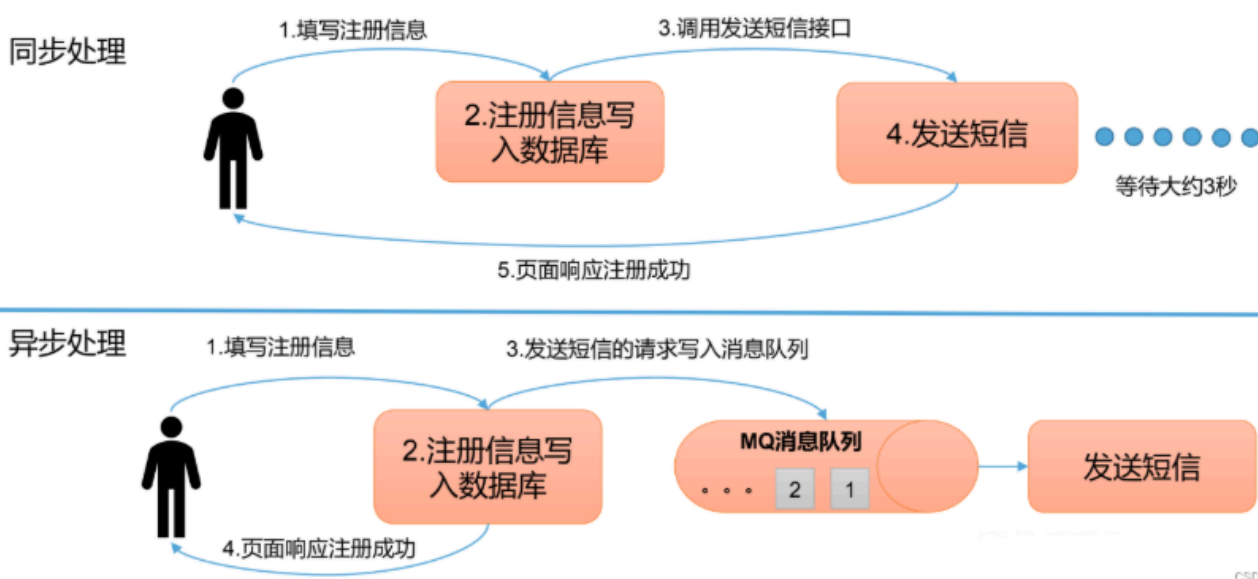 同步处理
1.填写注册信息
3.调用发送短信接口
2.注册信息写
入数据库
4.发送短信
等待大约3秒
5.页面响应注册成功
异步处理
1.填写注册信息
3.发送短信的请求写入消息队列
2.注册信息写
入数据库
MQ消息队列
。。。 2 1
发送短信
4.页面响应注册成功